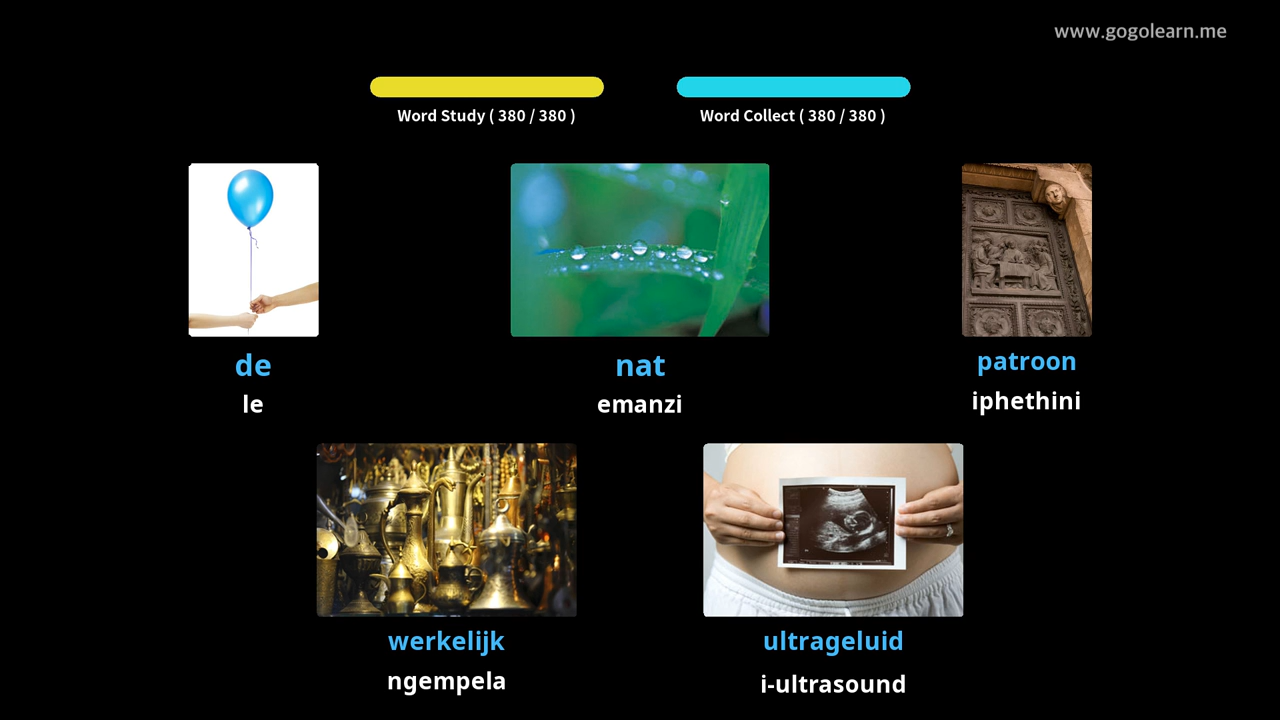 www.gogolearn.me
Word Study ( 380 / 380 )
Word Collect ( 380 / 380 )
de
le
nat
emanzi
patroon
iphethini
werkelijk
ngempela
ultrageluid
i-ultrasound